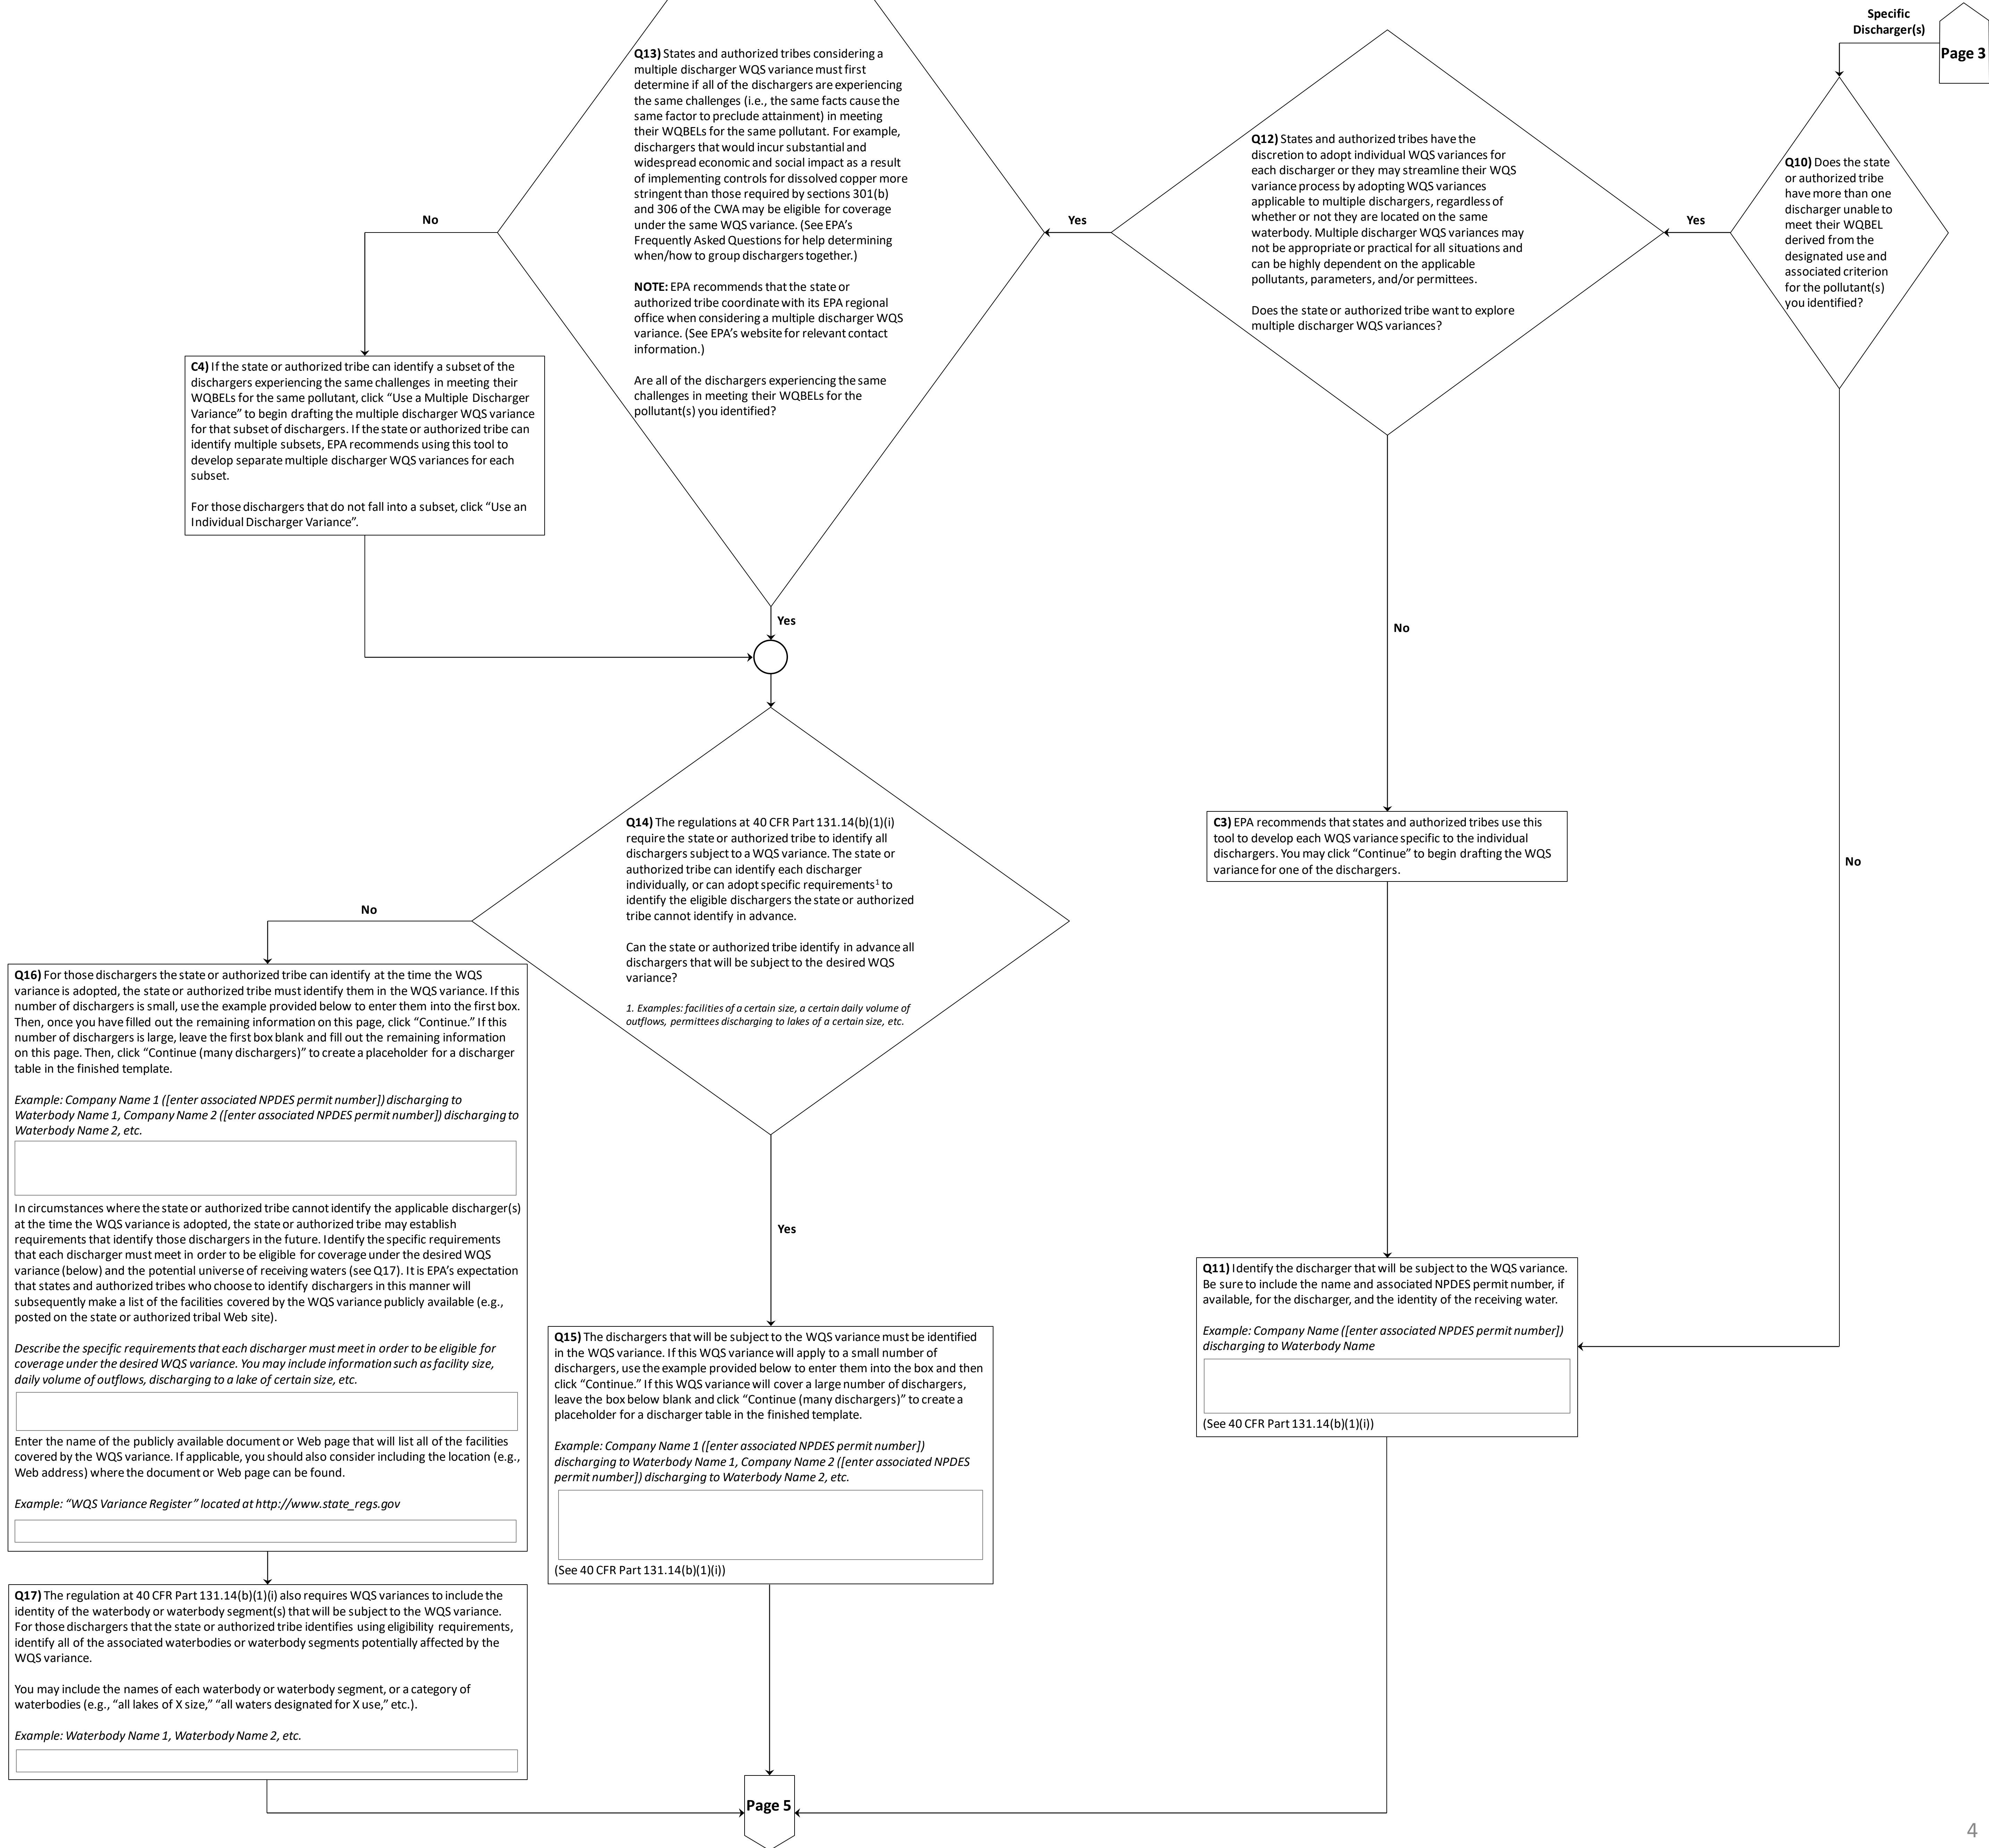 Specific
Discharger(s)
Page 3
Q10) Does the state
or authorized tribe
have more than one
discharger unable to
meet their WQBEL
derived from the
designated use and
associated criterion
for the pollutant(s)
you identified?
Yes
No
Q12) States and authorized tribes have the
discretion to adopt individual WQS variances for
each discharger or they may streamline their WQS
variance process by adopting WQS variances
applicable to multiple dischargers, regardless of
whether or not they are located on the same
waterbody. Multiple discharger WQS variances may
not be appropriate or practical for all situations and
can be highly dependent on the applicable
pollutants, parameters, and/or permittees.
Does the state or authorized tribe want to explore
multiple discharger WQS variances?
Yes
No
Q13) States and authorized tribes considering a
multiple discharger WQS variance must first
determine if all of the dischargers are experiencing
the same challenges (i.e., the same facts cause the
same factor to preclude attainment) in meeting
their WQBELs for the same pollutant. For example,
dischargers that would incur substantial and
widespread economic and social impact as a result
of implementing controls for dissolved copper more
stringent than those required by sections 301(b)
and 306 of the CWA may be eligible for coverage
under the same WQS variance. (See EPA’s
Frequently Asked Questions for help determining
when/how to group dischargers together.)
NOTE: EPA recommends that the state or
authorized tribe coordinate with its EPA regional
office when considering a multiple discharger WQS
variance. (See EPA’s website for relevant contact
information.)
Are all of the dischargers experiencing the same
challenges in meeting their WQBELs for the
pollutant(s) you identified?
No
Yes
C4) If the state or authorized tribe can identify a subset of the
dischargers experiencing the same challenges in meeting their
WQBELs for the same pollutant, click “Use a Multiple Discharger
Variance” to begin drafting the multiple discharger WQS variance
for that subset of dischargers. If the state or authorized tribe can
identify multiple subsets, EPA recommends using this tool to
develop separate multiple discharger WQS variances for each
subset.
For those dischargers that do not fall into a subset, click “Use an
Individual Discharger Variance”.
Q14) The regulations at 40 CFR Part 131.14(b)(1)(i)
require the state or authorized tribe to identify all
dischargers subject to a WQS variance. The state or
authorized tribe can identify each discharger
individually, or can adopt specific requirements1 to
identify the eligible dischargers the state or authorized
tribe cannot identify in advance.
Can the state or authorized tribe identify in advance all
dischargers that will be subject to the desired WQS
variance?
1. Examples: facilities of a certain size, a certain daily volume of
outflows, permittees discharging to lakes of a certain size, etc.
No
Yes
C3) EPA recommends that states and authorized tribes use this
tool to develop each WQS variance specific to the individual
dischargers. You may click “Continue” to begin drafting the WQS
variance for one of the dischargers.
Q16) For those dischargers the state or authorized tribe can identify at the time the WQS
variance is adopted, the state or authorized tribe must identify them in the WQS variance. If this
number of dischargers is small, use the example provided below to enter them into the first box.
Then, once you have filled out the remaining information on this page, click “Continue.” If this
number of dischargers is large, leave the first box blank and fill out the remaining information
on this page. Then, click “Continue (many dischargers)” to create a placeholder for a discharger
table in the finished template.
Example: Company Name 1 ([enter associated NPDES permit number]) discharging to
Waterbody Name 1, Company Name 2 ([enter associated NPDES permit number]) discharging to
Waterbody Name 2, etc.
In circumstances where the state or authorized tribe cannot identify the applicable discharger(s)
at the time the WQS variance is adopted, the state or authorized tribe may establish
requirements that identify those dischargers in the future. Identify the specific requirements
that each discharger must meet in order to be eligible for coverage under the desired WQS
variance (below) and the potential universe of receiving waters (see Q17). It is EPA’s expectation
that states and authorized tribes who choose to identify dischargers in this manner will
subsequently make a list of the facilities covered by the WQS variance publicly available (e.g.,
posted on the state or authorized tribal Web site).
Describe the specific requirements that each discharger must meet in order to be eligible for
coverage under the desired WQS variance. You may include information such as facility size,
daily volume of outflows, discharging to a lake of certain size, etc.
Enter the name of the publicly available document or Web page that will list all of the facilities
covered by the WQS variance. If applicable, you should also consider including the location (e.g.,
Web address) where the document or Web page can be found.
Example: “WQS Variance Register” located at http://www.state_regs.gov
Q15) The dischargers that will be subject to the WQS variance must be identified
in the WQS variance. If this WQS variance will apply to a small number of
dischargers, use the example provided below to enter them into the box and then
click “Continue.” If this WQS variance will cover a large number of dischargers,
leave the box below blank and click “Continue (many dischargers)” to create a
placeholder for a discharger table in the finished template.
Example: Company Name 1 ([enter associated NPDES permit number])
discharging to Waterbody Name 1, Company Name 2 ([enter associated NPDES
permit number]) discharging to Waterbody Name 2, etc.
(See 40 CFR Part 131.14(b)(1)(i))
Q11) Identify the discharger that will be subject to the WQS variance.
Be sure to include the name and associated NPDES permit number, if
available, for the discharger, and the identity of the receiving water.
Example: Company Name ([enter associated NPDES permit number])
discharging to Waterbody Name
(See 40 CFR Part 131.14(b)(1)(i))
Q17) The regulation at 40 CFR Part 131.14(b)(1)(i) also requires WQS variances to include the
identity of the waterbody or waterbody segment(s) that will be subject to the WQS variance.
For those dischargers that the state or authorized tribe identifies using eligibility requirements,
identify all of the associated waterbodies or waterbody segments potentially affected by the
WQS variance.
You may include the names of each waterbody or waterbody segment, or a category of
waterbodies (e.g., “all lakes of X size,” “all waters designated for X use,” etc.).
Example: Waterbody Name 1, Waterbody Name 2, etc.
Page 5
4